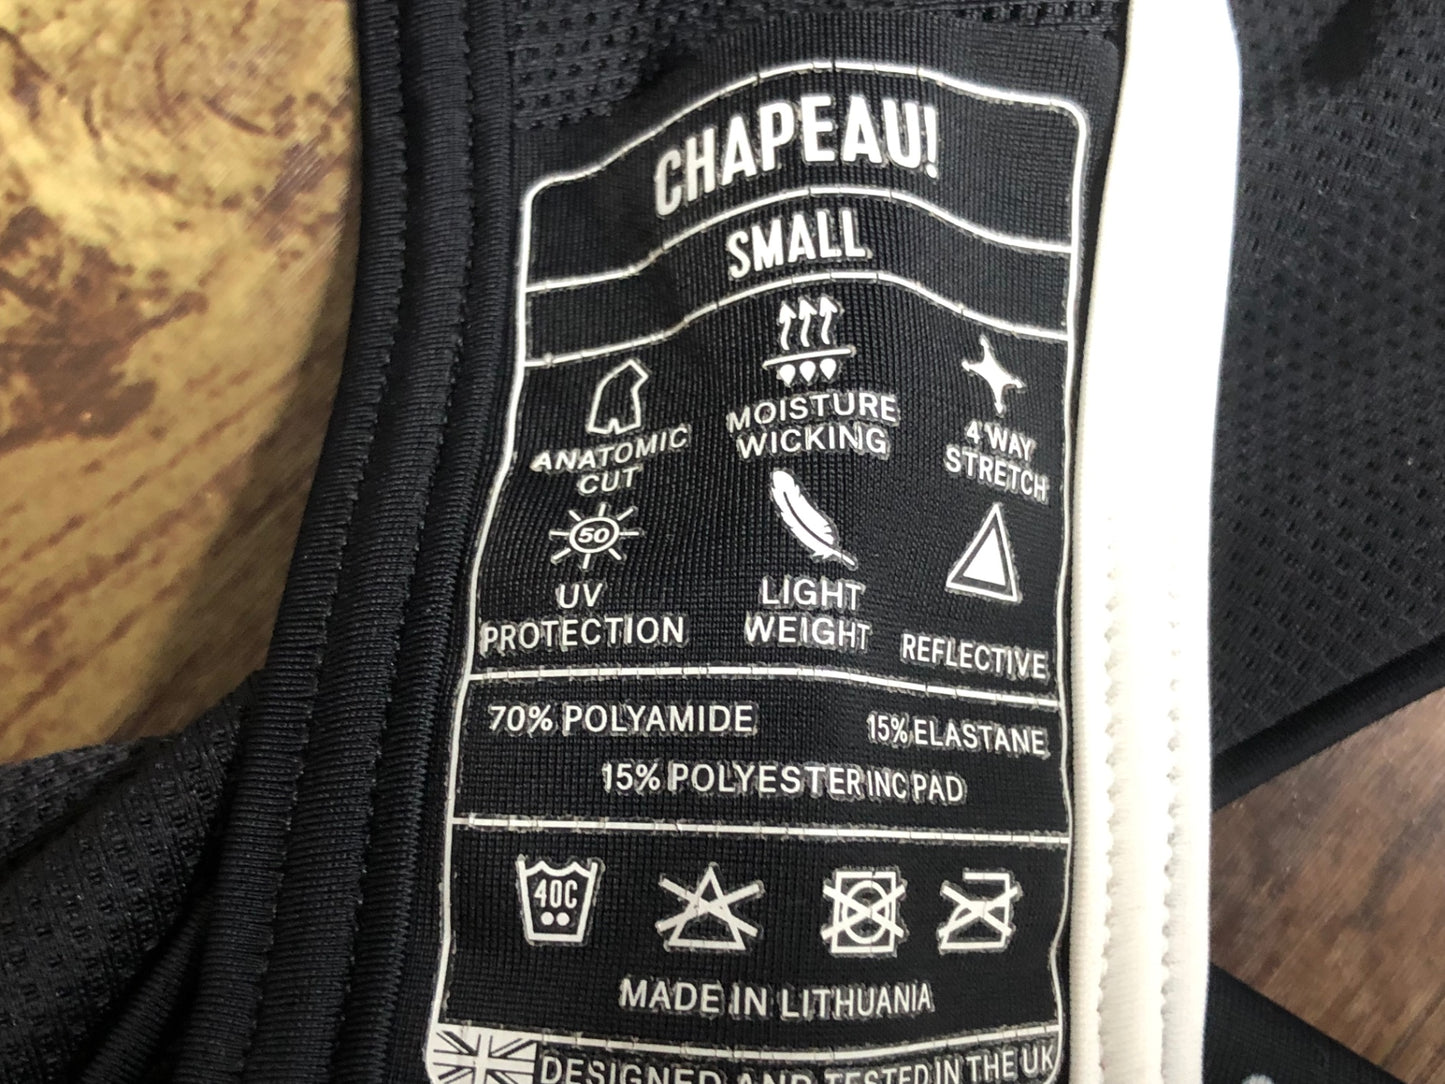 CHAPEAU!
SMALL
ANATOMIC
CUT
MOISTURE
WICKING
4 WAY
STRETCH
50
UV
PROTECTION
LIGHT
WEIGHT
REFLECTIVE
70% POLYAMIDE 15% ELASTANE
15% POLYESTER INC PAD
40C
MADE IN LITHUANIA
DESIGNED AND TESTED IN THE UK